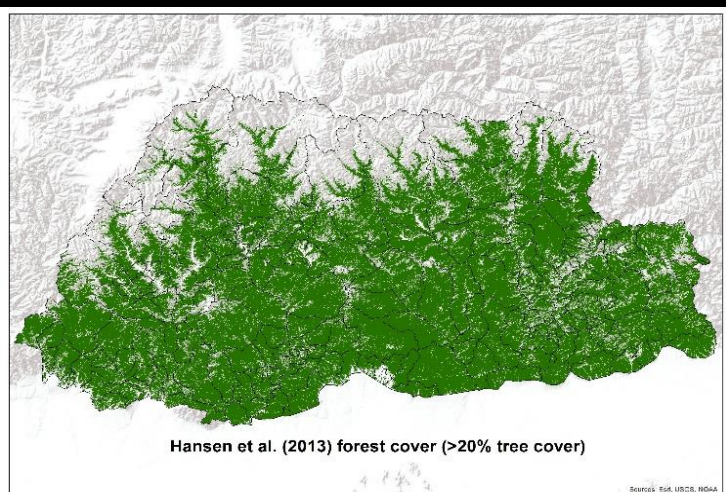 Hansen et al. (2013) forest cover (>20% tree cover)
Sources: Esri, USGS, NOAA